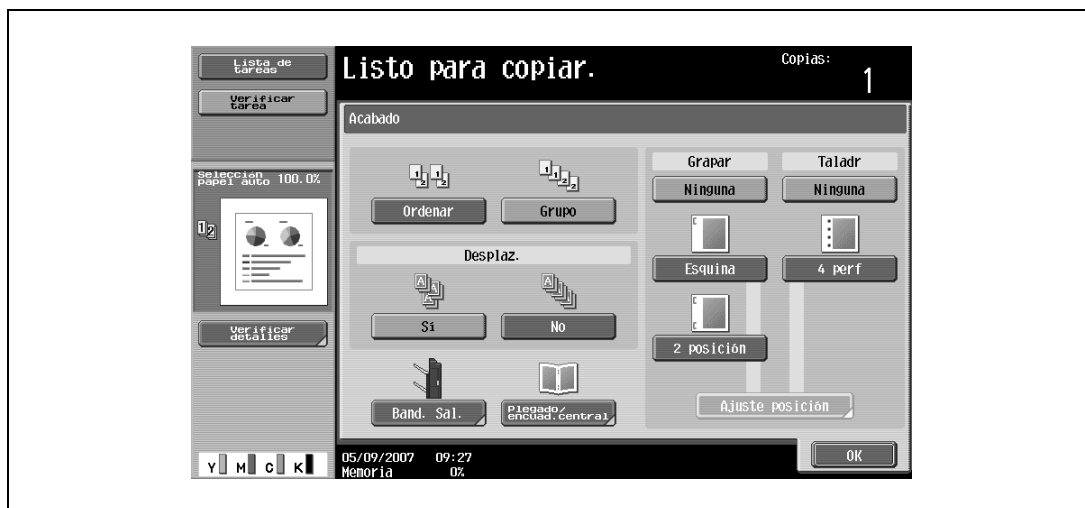 Lista de
tareas
Verificar
tarea
Listo para copiar.
Copias:
1
Acabado
Selección
papel auto 100.0%
Ordenar
Grupo
Desplaz.
Sí
No
Band. Sal.
Plegado/
encuad.central
Grapar
Ninguna
Esquina
2 posición
Taladr
Ninguna
4 perf
Ajuste posición
Verificar
detalles
Y M C K
05/09/2007 09:27
Memoria 0%
OK